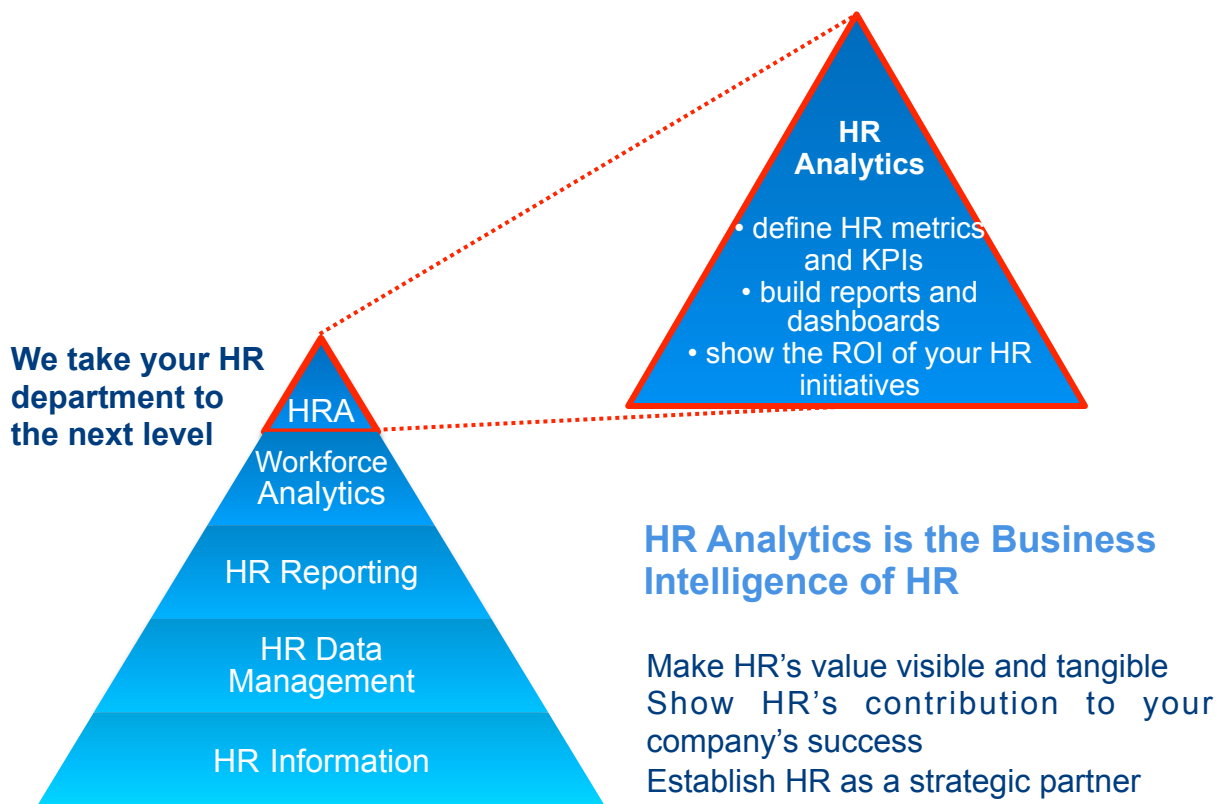 HR
Analytics
• define HR metrics
and KPIs
• build reports and
dashboards
• show the ROI of your HR
initiatives
We take your HR
department to
the next level
HRA
Workforce
Analytics
HR Reporting
HR Data
Management
HR Information
HR Analytics is the Business
Intelligence of HR
Make HR’s value visible and tangible
Show HR’s contribution to your
company’s success
Establish HR as a strategic partner